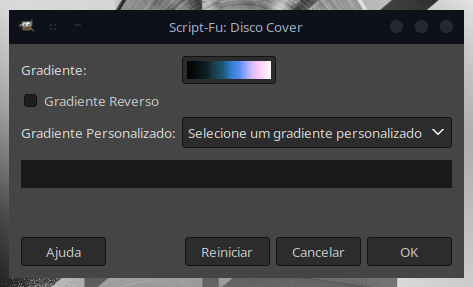 Script-Fu: Disco Cover
Gradiente:
Gradiente Reverso
Gradiente Personalizado: Selecione um gradiente personalizado
Ajuda Reiniciar Cancelar OK